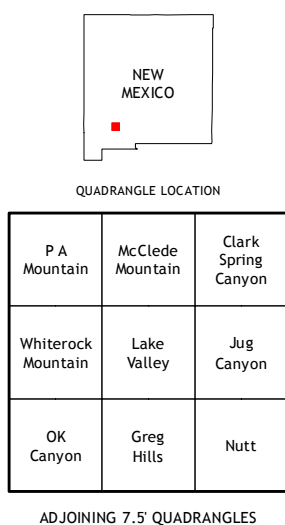 NEW
MEXICO
QUADRANGLE LOCATION
P A
Mountain
McClede
Mountain
Clark
Spring
Canyon
Whiterock
Mountain
Lake
Valley
Jug
Canyon
OK
Canyon
Greg
Hills
Nutt
ADJOINING 7.5' QUADRANGLES